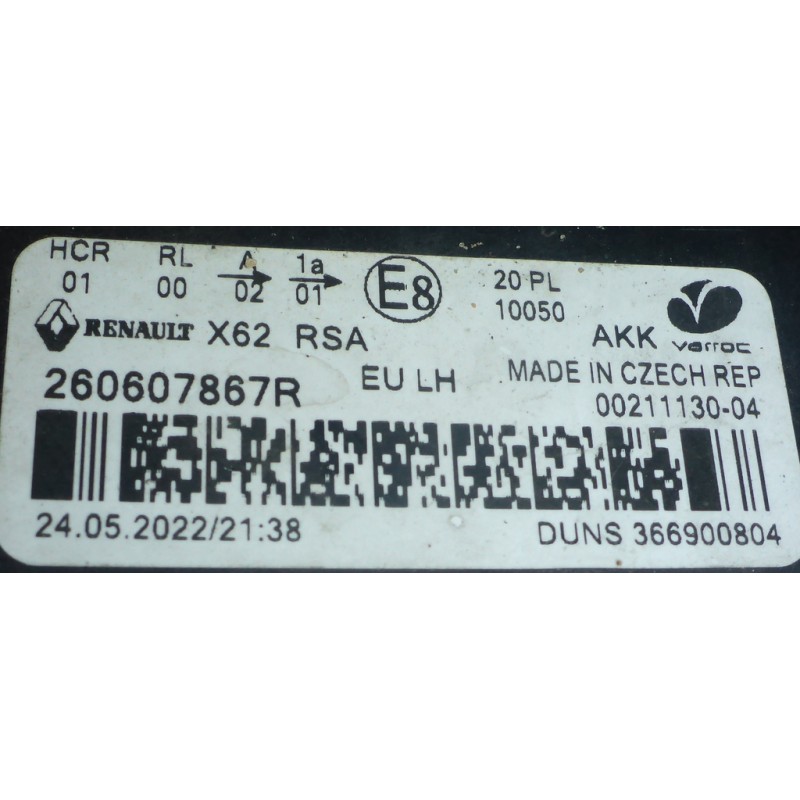 HCR RL A 1a E8 20 PL
01 00 02 01 10050
RENAULT X62 RSA AKK varroc
260607867R EU LH MADE IN CZECH REP
00211130-04
24.05.2022/21:38 DUNS 366900804